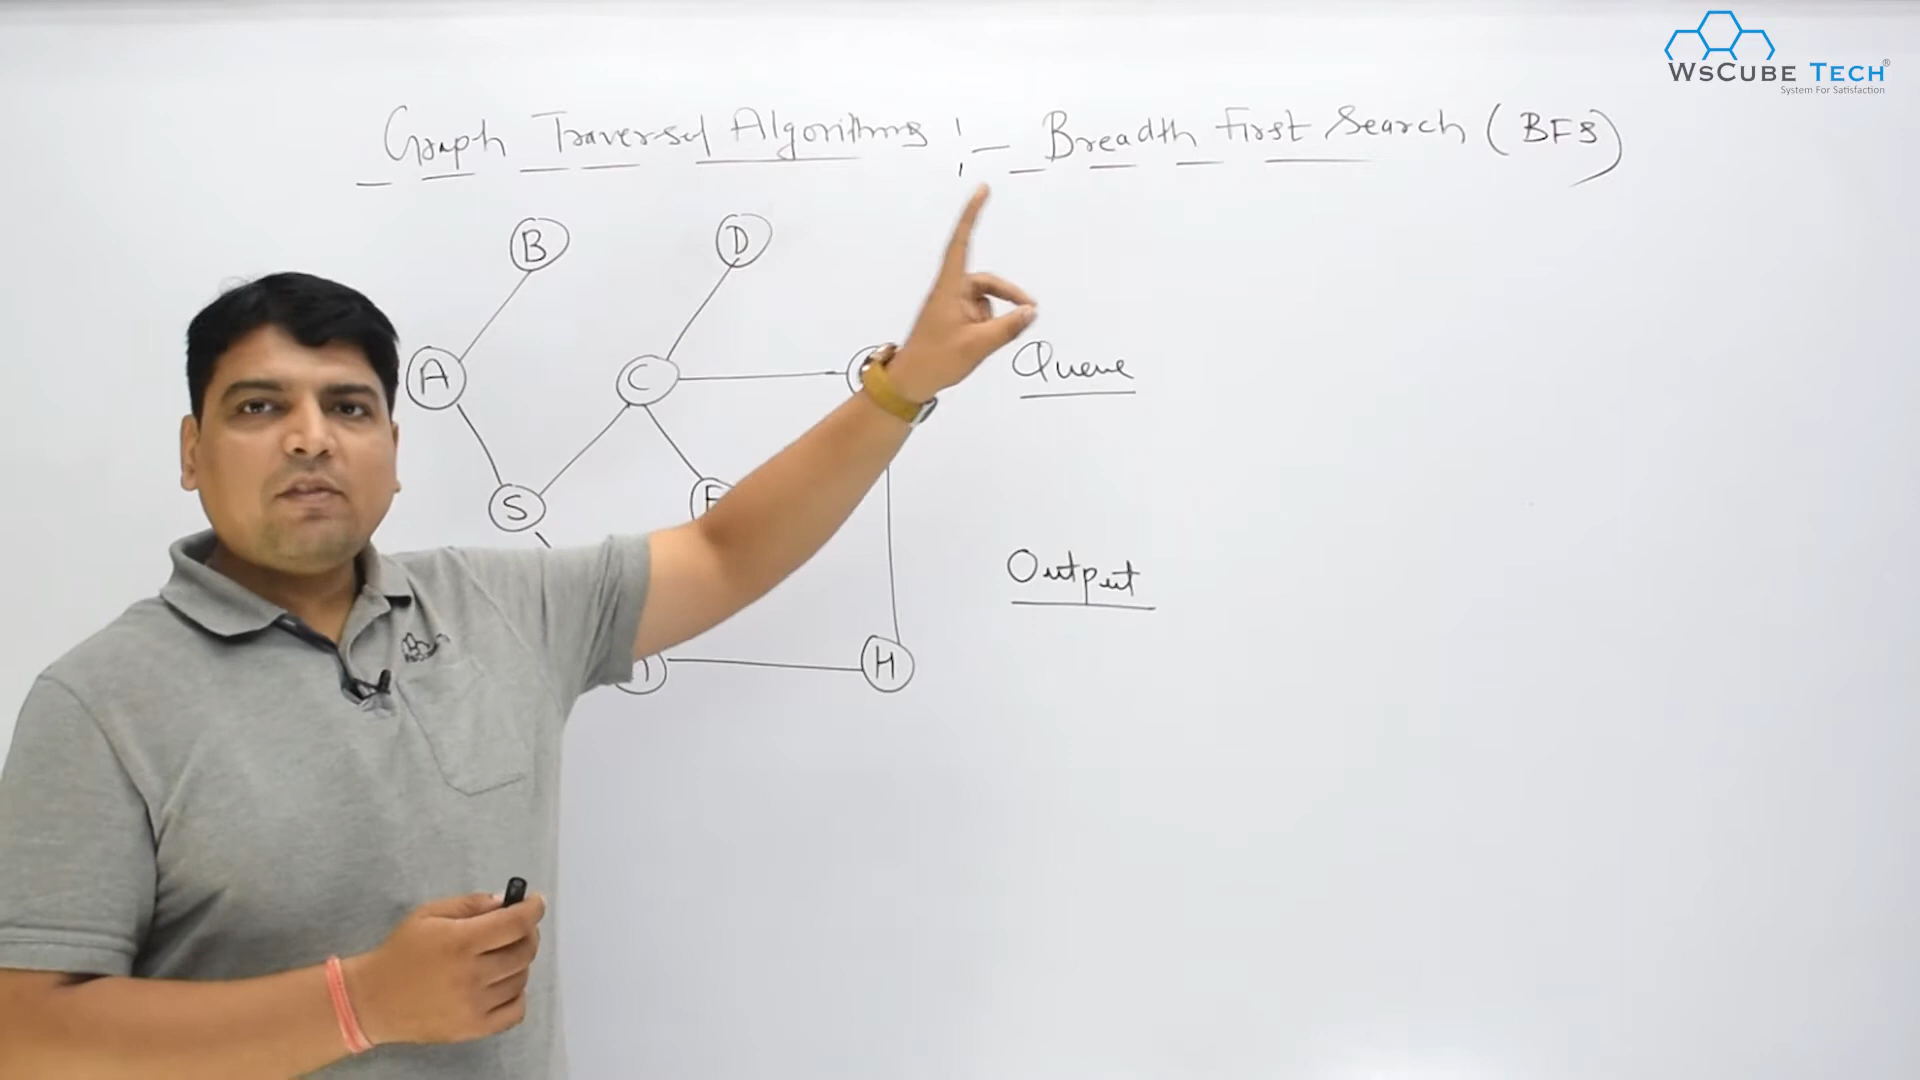 WsCube Tech®
System For Satisfaction
Graph Traversal Algorithms :- Breadth First Search (BFS)
B D
A C
Queue
S
Output
H